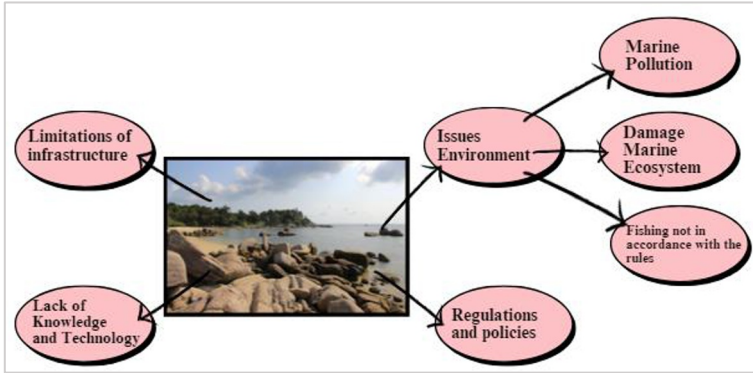 Marine
Pollution
Limitations of
infrastructure
Issues
Environment
Damage
Marine
Ecosystem
Fishing not in
accordance with the
rules
Lack of
Knowledge
and Technology
Regulations
and policies